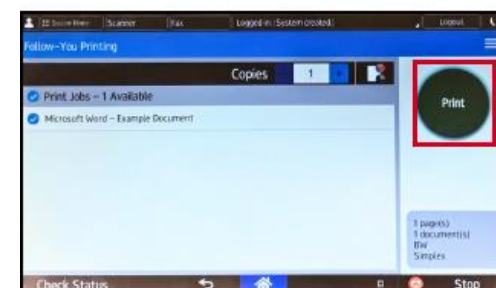 Scanner Fax Logged-in: (System created) Logout
Follow-You Printing
Copies 1
Print Jobs - 1 Available
Print
Microsoft Word - Example Document
1 page(s)
1 document(s)
BW
Simplex
Check Status Stop